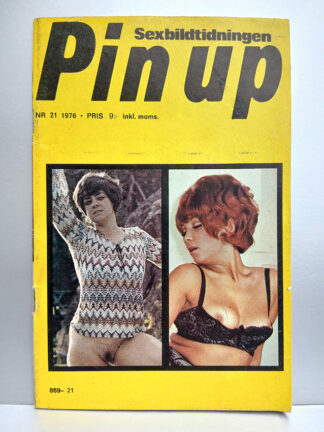 Sexbildtidningen
Pin up
NR 21 1976 • PRIS 9:- inkl. moms.
869- 21